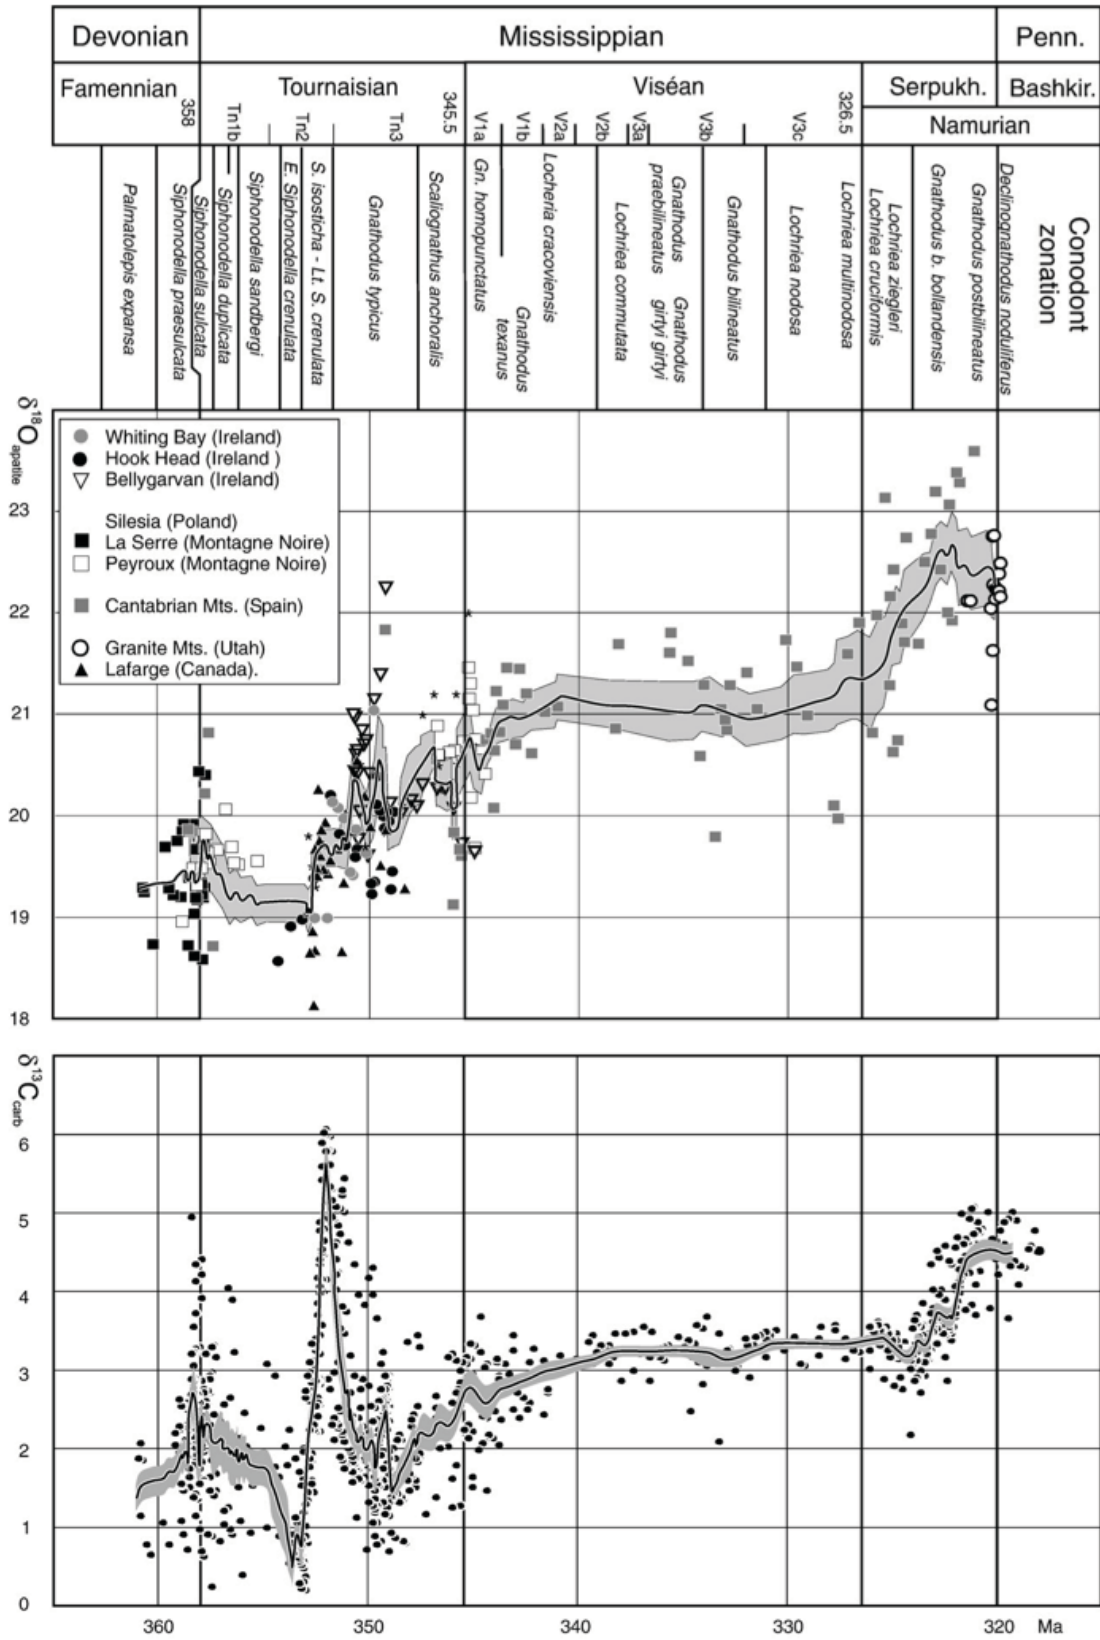 Devonian
Mississippian
Penn.
Famennian
Tournaisian
Viséan
Serpukh.
Bashkir.
358
345.5
326.5
Namurian
Tn1b
Tn2
Tn3
V1a
V1b
V2a
V2b
V3a
V3b
V3c
Palmatolepis expansa
Siphonodella praesulcata
Siphonodella sulcata
Siphonodella duplicata
Siphonodella sandbergi
E. Siphonodella crenulata
S. isosticha - Lt. S. crenulata
Gnathodus typicus
Scaliognathus anchoralis
Gn. homopunctatus
Gnathodus
texanus
Locheria cracoviensis
Lochriea commutata
Gnathodus
praebilineatus
Gnathodus
girtyi girtyi
Gnathodus bilineatus
Lochriea nodosa
Lochriea multinodosa
Lochriea ziegleri
Lochriea cruciformis
Gnathodus b. bollandensis
Gnathodus postbilineatus
Declinognathodus noduliferus
Conodont
zonation
δ18Oapatite
Whiting Bay (Ireland)
Hook Head (Ireland )
Bellygarvan (Ireland)
Silesia (Poland)
La Serre (Montagne Noire)
Peyroux (Montagne Noire)
Cantabrian Mts. (Spain)
Granite Mts. (Utah)
Lafarge (Canada).
23
22
21
20
19
18
δ13Ccarb
6
5
4
3
2
1
0
360
350
340
330
320
Ma